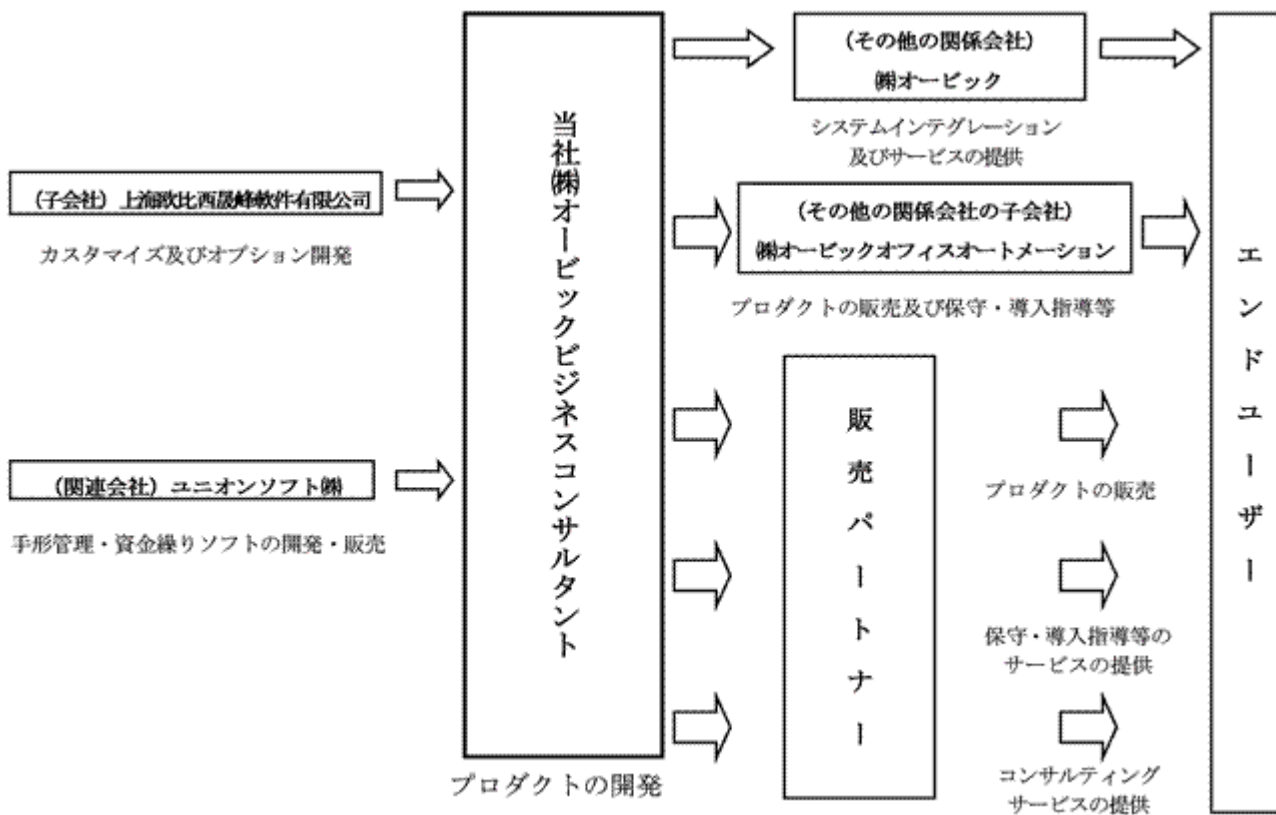 (子会社) 上海欧比西晟峰軟件有限公司
カスタマイズ及びオプション開発
(関連会社) ユニオンソフト㈱
手形管理・資金繰りソフトの開発・販売
当社㈱オービックビジネスコンサルタント
プロダクトの開発
(その他の関係会社)
㈱オービック
システムインテグレーション
及びサービスの提供
(その他の関係会社の子会社)
㈱オービックオフィスオートメーション
プロダクトの販売及び保守・導入指導等
販売パートナー
プロダクトの販売
保守・導入指導等の
サービスの提供
コンサルティング
サービスの提供
エンドユーザー